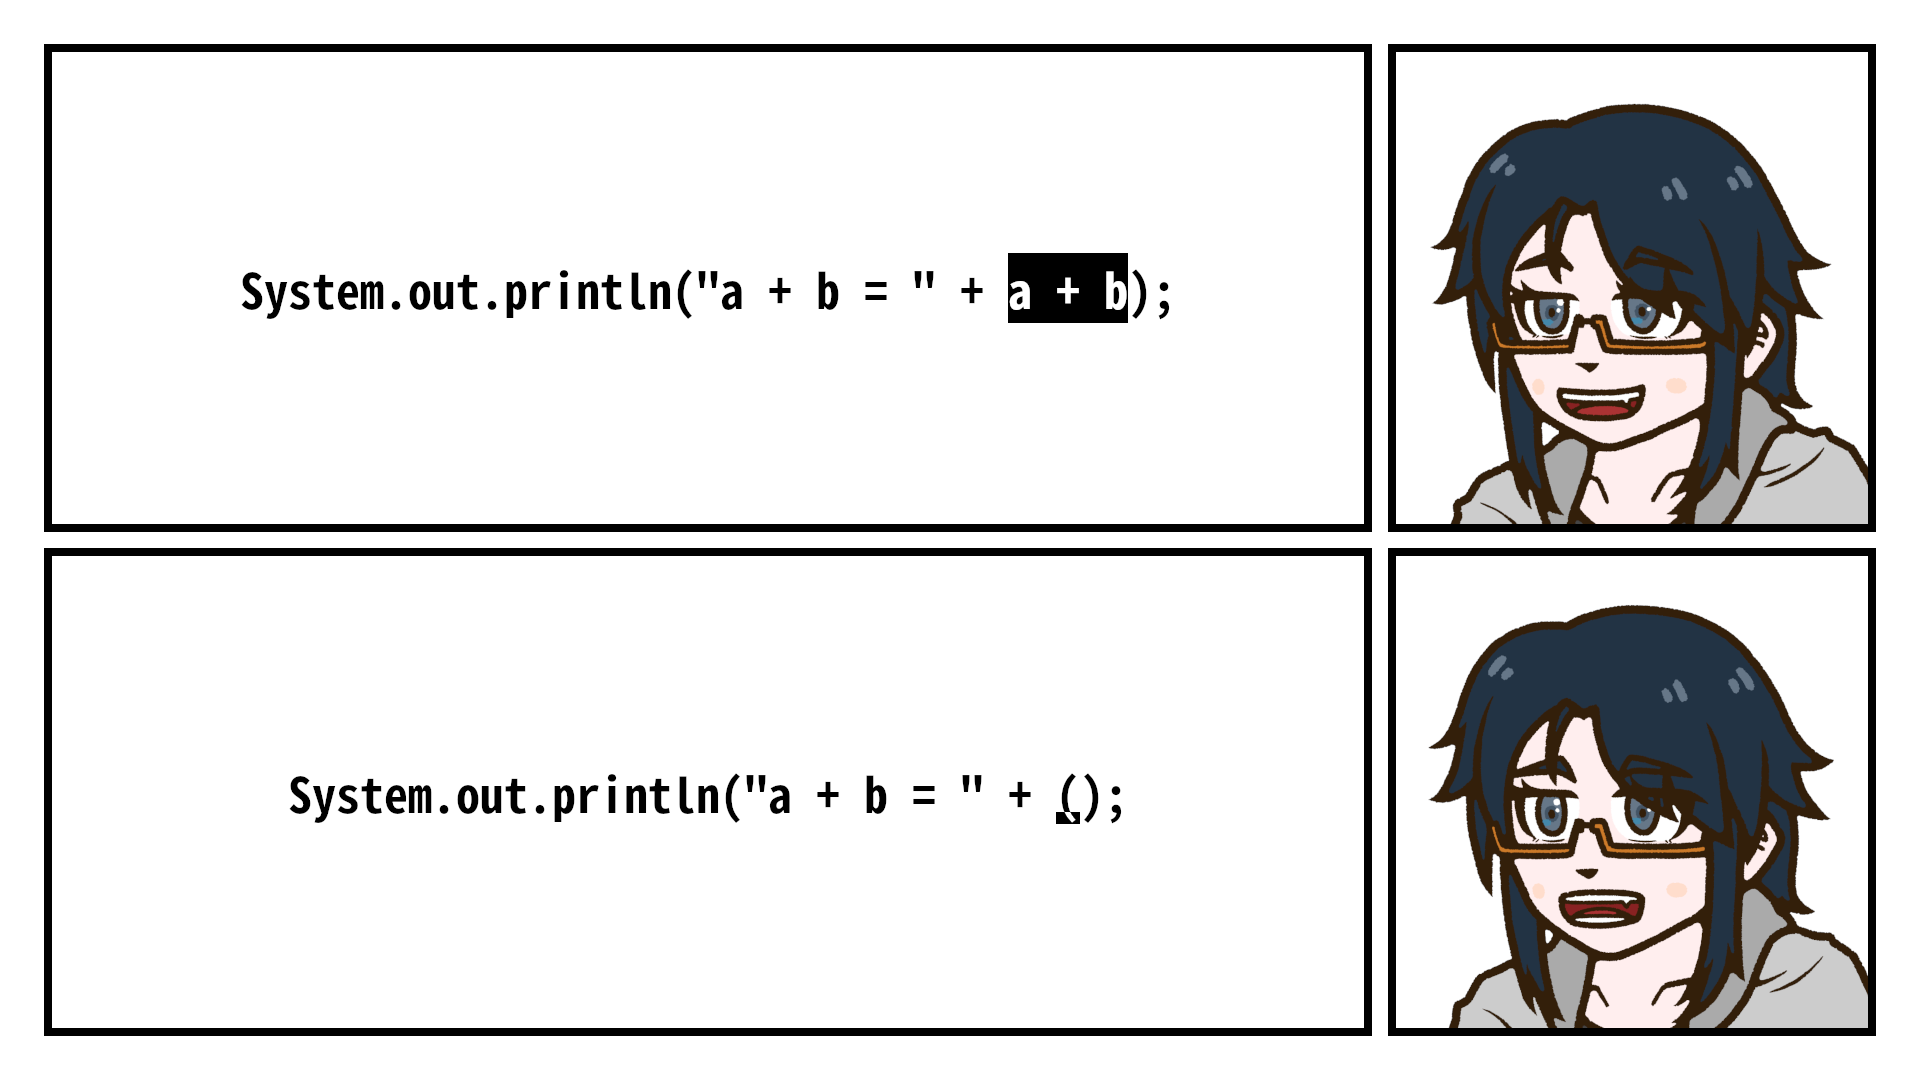 System.out.println("a + b = " + a + b);
System.out.println("a + b = " + ();